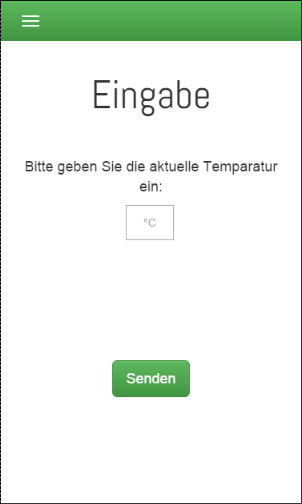 Eingabe
Bitte geben Sie die aktuelle Temparatur
ein:
°C
Senden